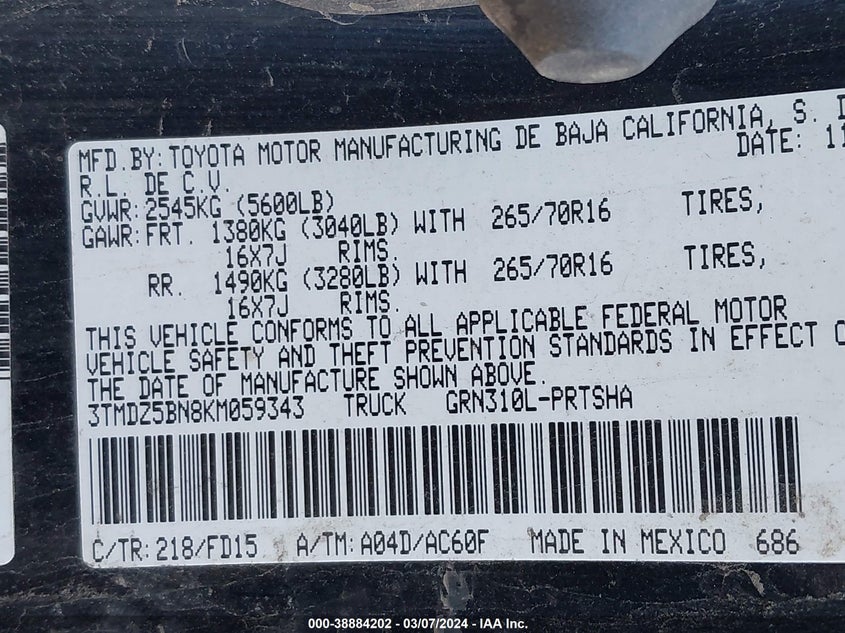 MFD.BY: TOYOTA MOTOR MANUFACTURING DE BAJA CALIFORNIA, S.
DATE: 11
R.L. DE C.V.
GVWR: 2545KG (5600LB)
GAWR: FRT. 1380KG (3040LB) WITH 265/70R16 TIRES,
16X7J RIMS.
RR. 1490KG (3280LB) WITH 265/70R16 TIRES,
16X7J RIMS.
THIS VEHICLE CONFORMS TO ALL APPLICABLE FEDERAL MOTOR
VEHICLE SAFETY AND THEFT PREVENTION STANDARDS IN EFFECT
THE DATE OF MANUFACTURE SHOWN ABOVE.
3TMDZ5BN8KM059343 TRUCK GRN310L-PRTSHA
C/TR: 218/FD15 A/TM: A04D/AC60F MADE IN MEXICO 686
000-38884202 - 03/07/2024 - IAA Inc.